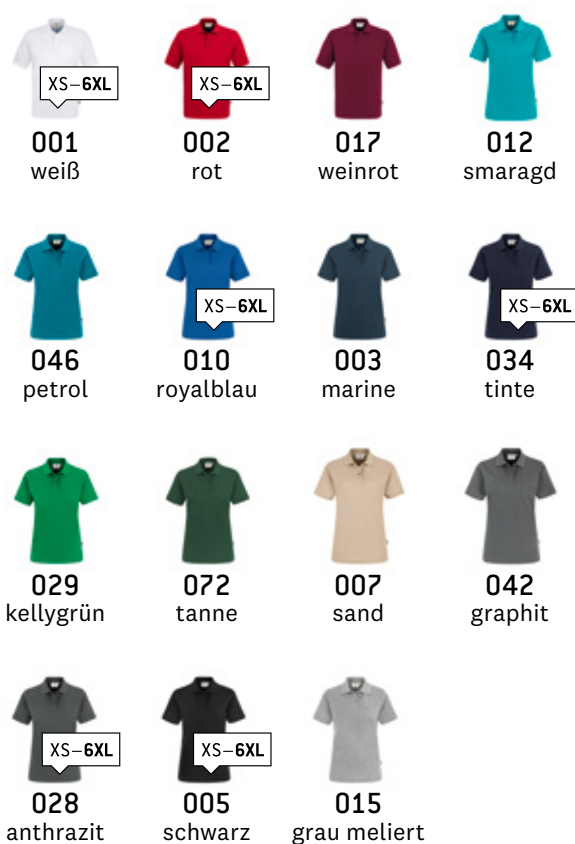 XS–6XL
XS–6XL
001
002
017
012
weiß
rot
weinrot
smaragd
XS–6XL
XS–6XL
046
010
003
034
petrol
royalblau
marine
tinte
029
072
007
042
kellygrün
tanne
sand
graphit
XS–6XL
XS–6XL
028
005
015
anthrazit
schwarz
grau meliert